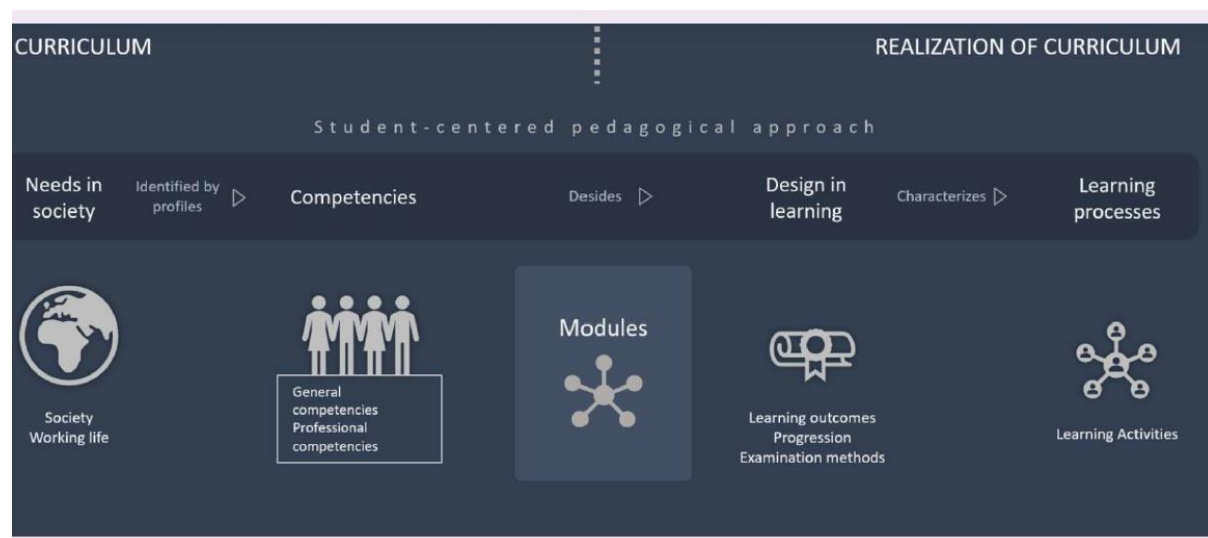 CURRICULUM
REALIZATION OF CURRICULUM
Student-centered pedagogical approach
Needs in
society
Identified by
profiles
Competencies
Desides
Design in
learning
Characterizes
Learning
processes
Society
Working life
General
competencies
Professional
competencies
Modules
Learning outcomes
Progression
Examination methods
Learning Activities